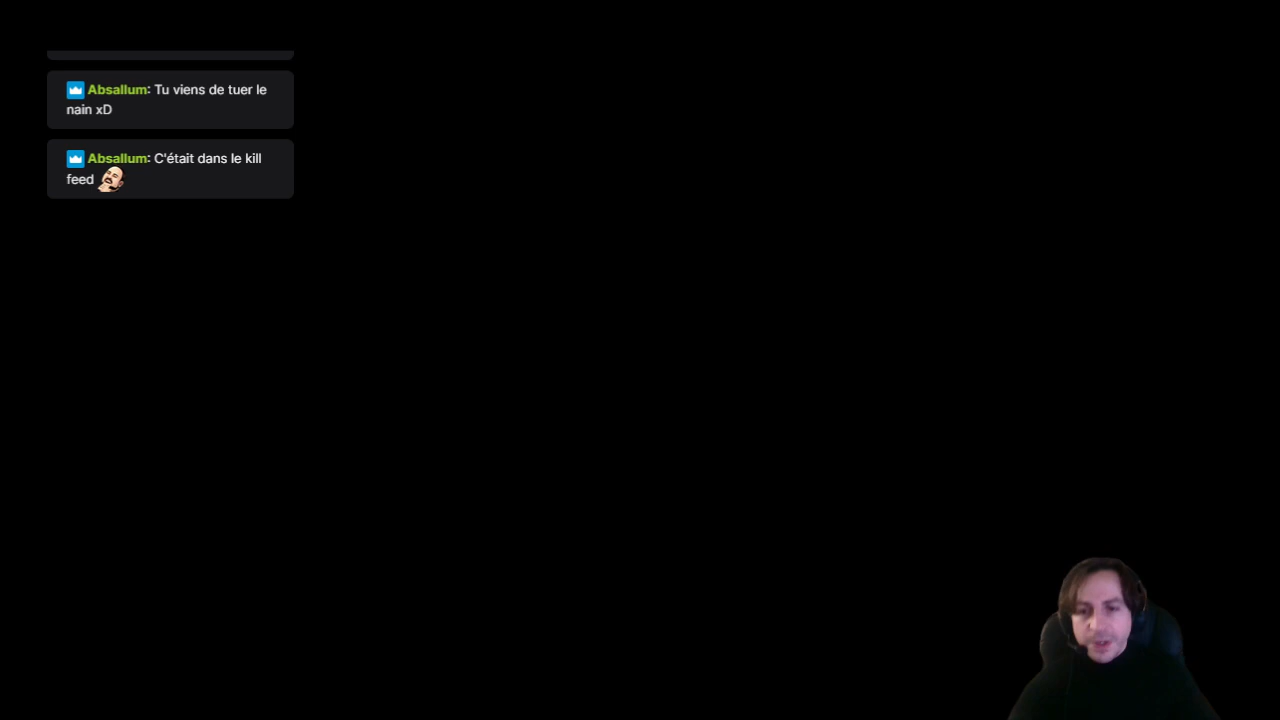 Absallum: Tu viens de tuer le
nain xD
Absallum: C'était dans le kill
feed